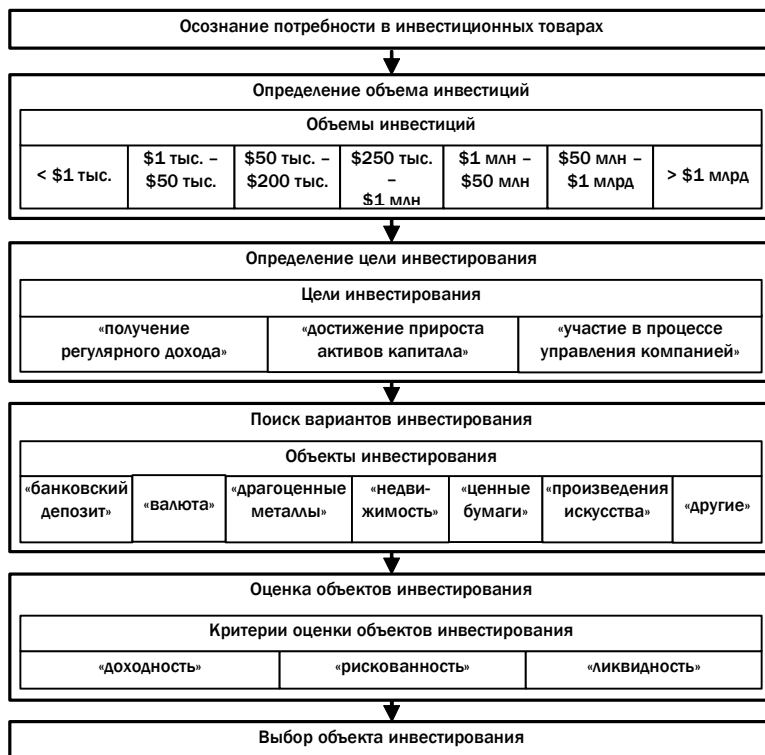 Осознание потребности в инвестиционных товарах
Определение объема инвестиций
Объемы инвестиций
< $1 тыс.
$1 тыс. –
$50 тыс.
$50 тыс. –
$200 тыс.
$250 тыс.
–
$1 млн
$1 млн –
$50 млн
$50 млн –
$1 млрд
> $1 млрд
Определение цели инвестирования
Цели инвестирования
«получение
регулярного дохода»
«достижение прироста
активов капитала»
«участие в процессе
управления компанией»
Поиск вариантов инвестирования
Объекты инвестирования
«банковский
депозит»
«валюта»
«драгоценные
металлы»
«недви-
жимость»
«ценные
бумаги»
«произведения
искусства»
«другие»
Оценка объектов инвестирования
Критерии оценки объектов инвестирования
«доходность»
«рискованность»
«ликвидность»
Выбор объекта инвестирования